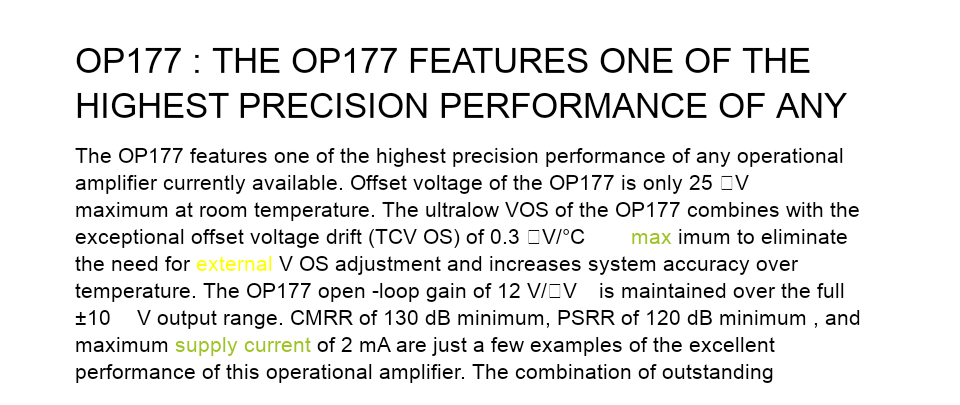 OP177 : THE OP177 FEATURES ONE OF THE
HIGHEST PRECISION PERFORMANCE OF ANY
The OP177 features one of the highest precision performance of any operational
amplifier currently available. Offset voltage of the OP177 is only 25 □V
maximum at room temperature. The ultralow VOS of the OP177 combines with the
exceptional offset voltage drift (TCV OS) of 0.3 □V/°C max imum to eliminate
the need for external V OS adjustment and increases system accuracy over
temperature. The OP177 open -loop gain of 12 V/□V is maintained over the full
±10 V output range. CMRR of 130 dB minimum, PSRR of 120 dB minimum , and
maximum supply current of 2 mA are just a few examples of the excellent
performance of this operational amplifier. The combination of outstanding